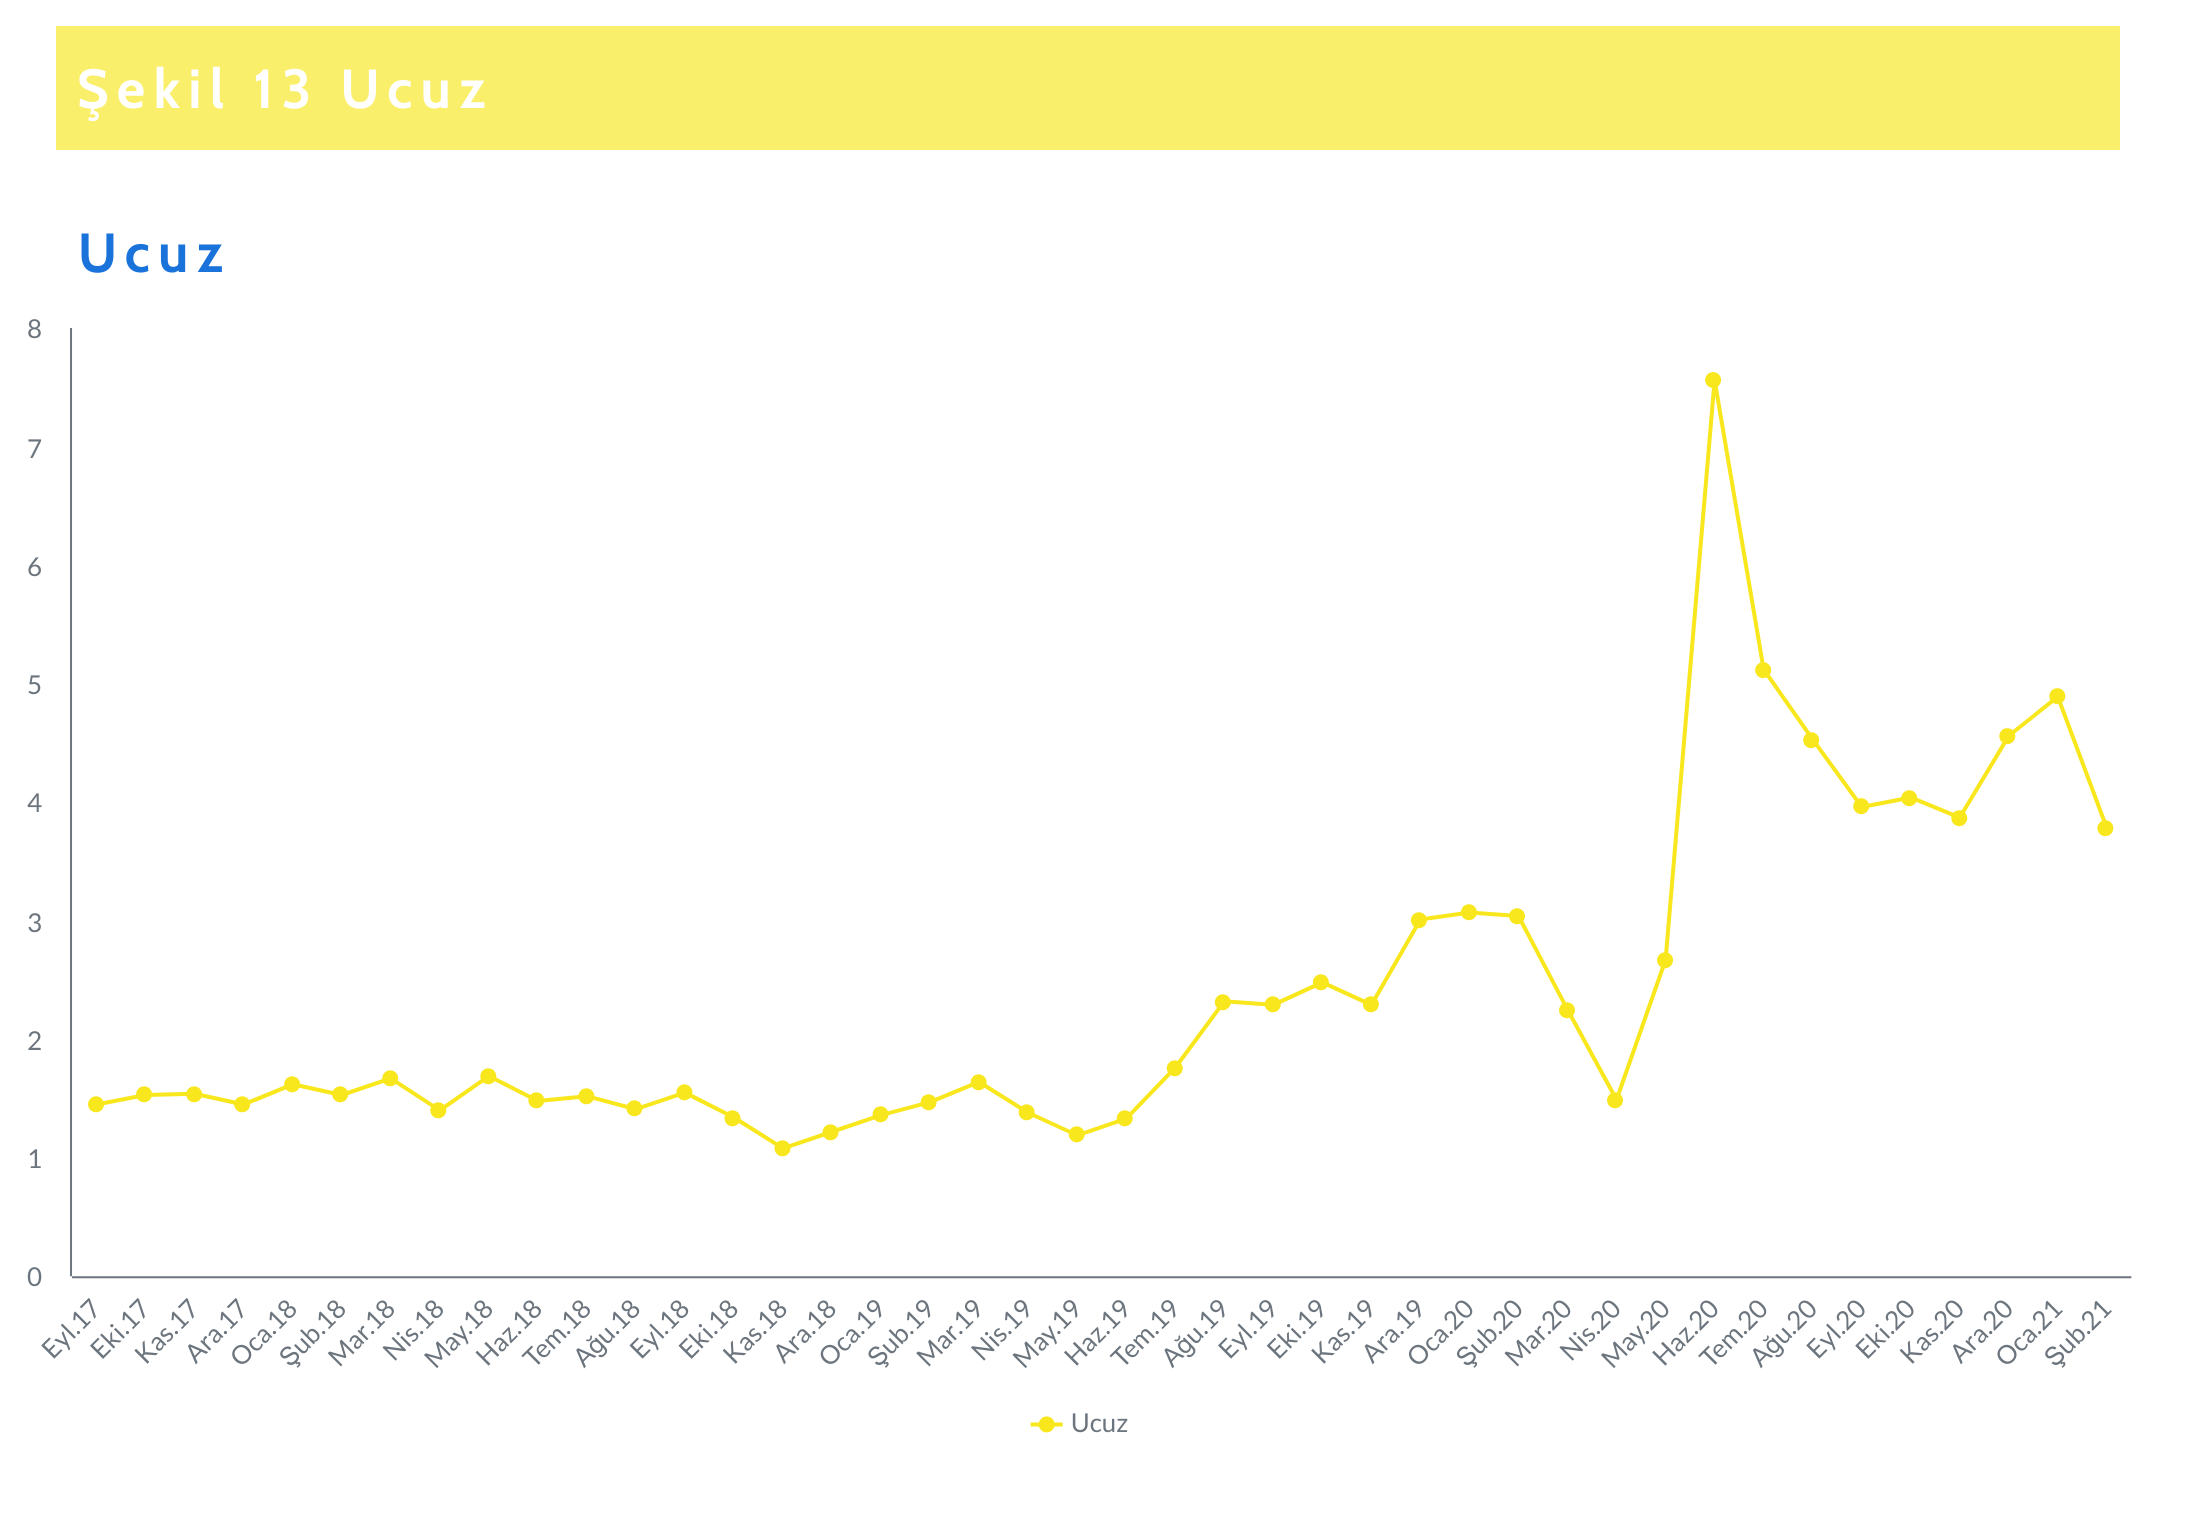 Şekil 13 Ucuz
Ucuz
8
7
6
5
4
3
2
1
0
Eyl.17 Eki.17 Kas.17 Ara.17 Oca.18 Şub.18 Mar.18 Nis.18 May.18 Haz.18 Tem.18 Ağu.18 Eyl.18 Eki.18 Kas.18 Ara.18 Oca.19 Şub.19 Mar.19 Nis.19 May.19 Haz.19 Tem.19 Ağu.19 Eyl.19 Eki.19 Kas.19 Ara.19 Oca.20 Şub.20 Mar.20 Nis.20 May.20 Haz.20 Tem.20 Ağu.20 Eyl.20 Eki.20 Kas.20 Ara.20 Oca.21 Şub.21
Ucuz